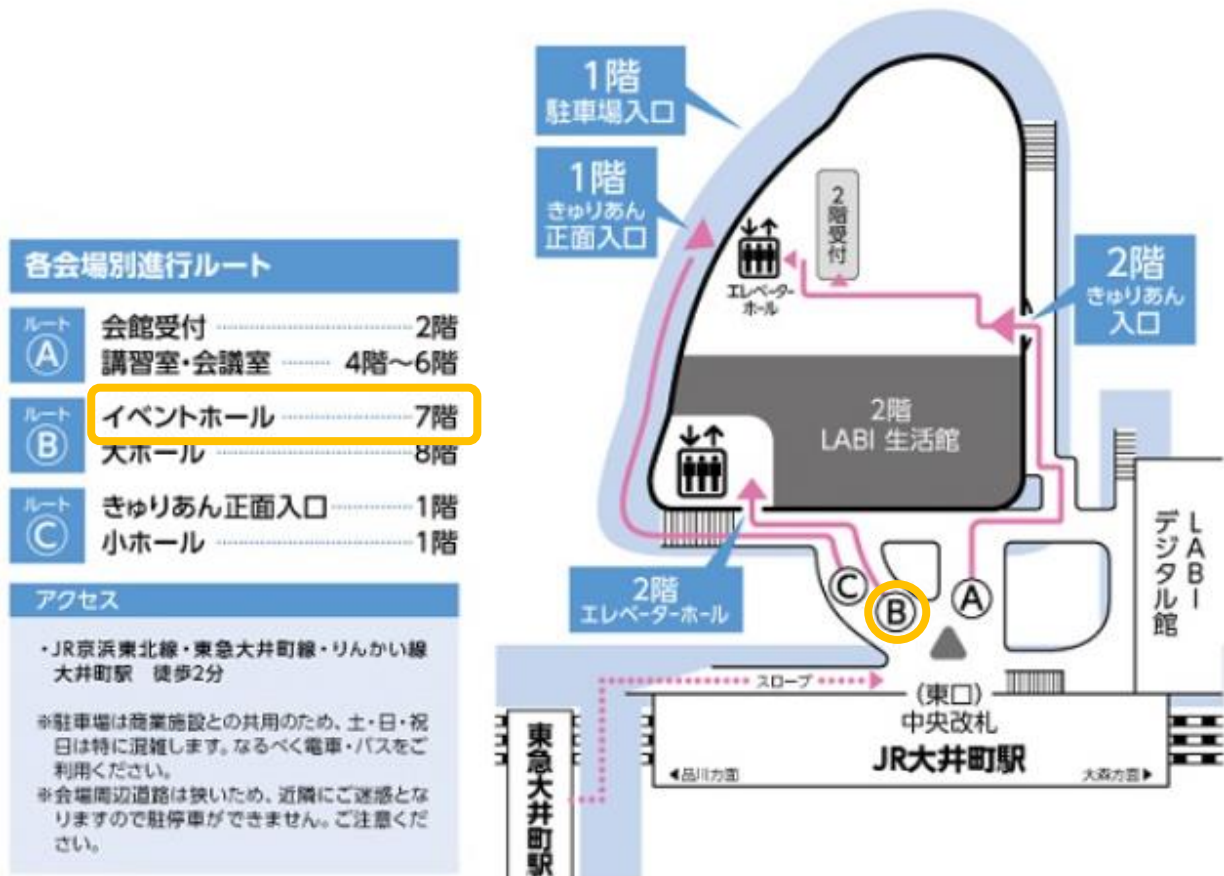 各会場別進行ルート
ルート
Ⓐ
会館受付 ………… 2階
講習室・会議室 ……… 4階～6階
ルート
Ⓑ
イベントホール ………… 7階
大ホール ………… 8階
ルート
Ⓒ
きゅりあん正面入口 ……… 1階
小ホール ………… 1階
アクセス
・JR京浜東北線・東急大井町線・りんかい線
大井町駅 徒歩2分
※駐車場は商業施設との共用のため、土・日・祝
日は特に混雑します。なるべく電車・バスをご
利用ください。
※会場周辺道路は狭いため、近隣にご迷惑とな
りますので駐停車ができません。ご注意くだ
さい。
1階
駐車場入口
1階
きゅりあん
正面入口
2階受付
エレベーター
ホール
2階
きゅりあん
入口
2階
LABI 生活館
2階
エレベーターホール
Ⓒ
Ⓑ
Ⓐ
LABI
デジタル館
スロープ
(東口)
中央改札
JR大井町駅
◀品川方面
大森方面▶
東急大井町駅